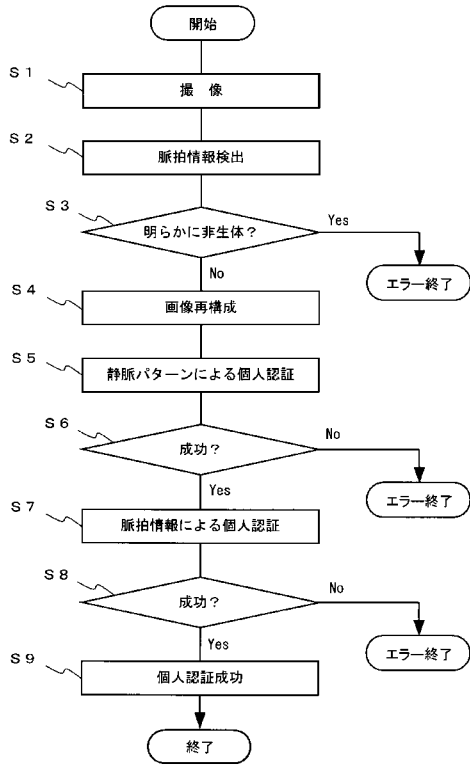 開始
S1
撮　像
S2
脈拍情報検出
S3
明らかに非生体？
Yes
エラー終了
No
S4
画像再構成
S5
静脈パターンによる個人認証
S6
成功？
No
エラー終了
Yes
S7
脈拍情報による個人認証
S8
成功？
No
エラー終了
Yes
S9
個人認証成功
終了